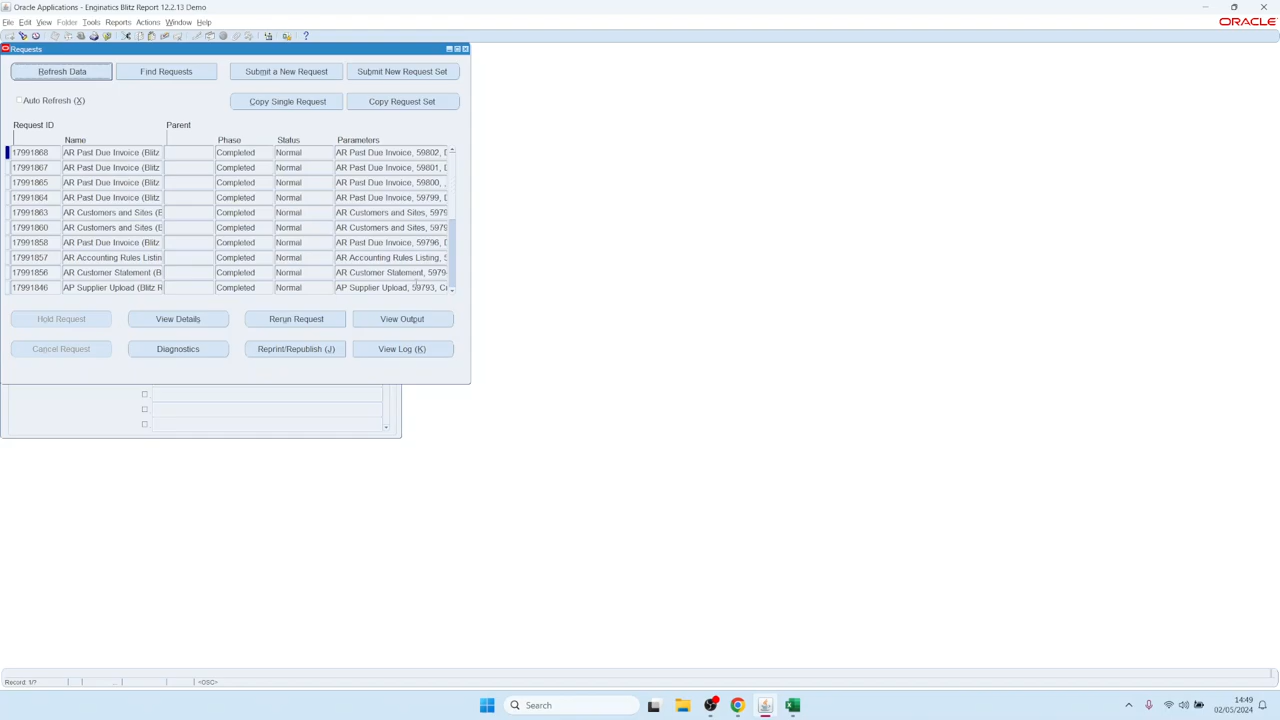 Oracle Applications - Enginatics Blitz Report 12.2.13 Demo
File Edit View Folder Tools Reports Actions Window Help
ORACLE
Requests
Refresh Data Find Requests Submit a New Request Submit New Request Set
Auto Refresh (X) Copy Single Request Copy Request Set
Request ID Parent
Name Phase Status Parameters
17991868 AR Past Due Invoice (Blitz Completed Normal AR Past Due Invoice, 59802, D
17991867 AR Past Due Invoice (Blitz Completed Normal AR Past Due Invoice, 59801, D
17991865 AR Past Due Invoice (Blitz Completed Normal AR Past Due Invoice, 59800, ,
17991864 AR Past Due Invoice (Blitz Completed Normal AR Past Due Invoice, 59799, D
17991863 AR Customers and Sites (E Completed Normal AR Customers and Sites, 5979
17991860 AR Customers and Sites (E Completed Normal AR Customers and Sites, 5979
17991858 AR Past Due Invoice (Blitz Completed Normal AR Past Due Invoice, 59796, D
17991857 AR Accounting Rules Listin Completed Normal AR Accounting Rules Listing, 5
17991856 AR Customer Statement (B Completed Normal AR Customer Statement, 5979
17991846 AP Supplier Upload (Blitz R Completed Normal AP Supplier Upload, 59793, Cr
Hold Request View Details Rerun Request View Output
Cancel Request Diagnostics Reprint/Republish (J) View Log (K)
Record: 1/? ... <OSC>
Search
14:49
02/05/2024